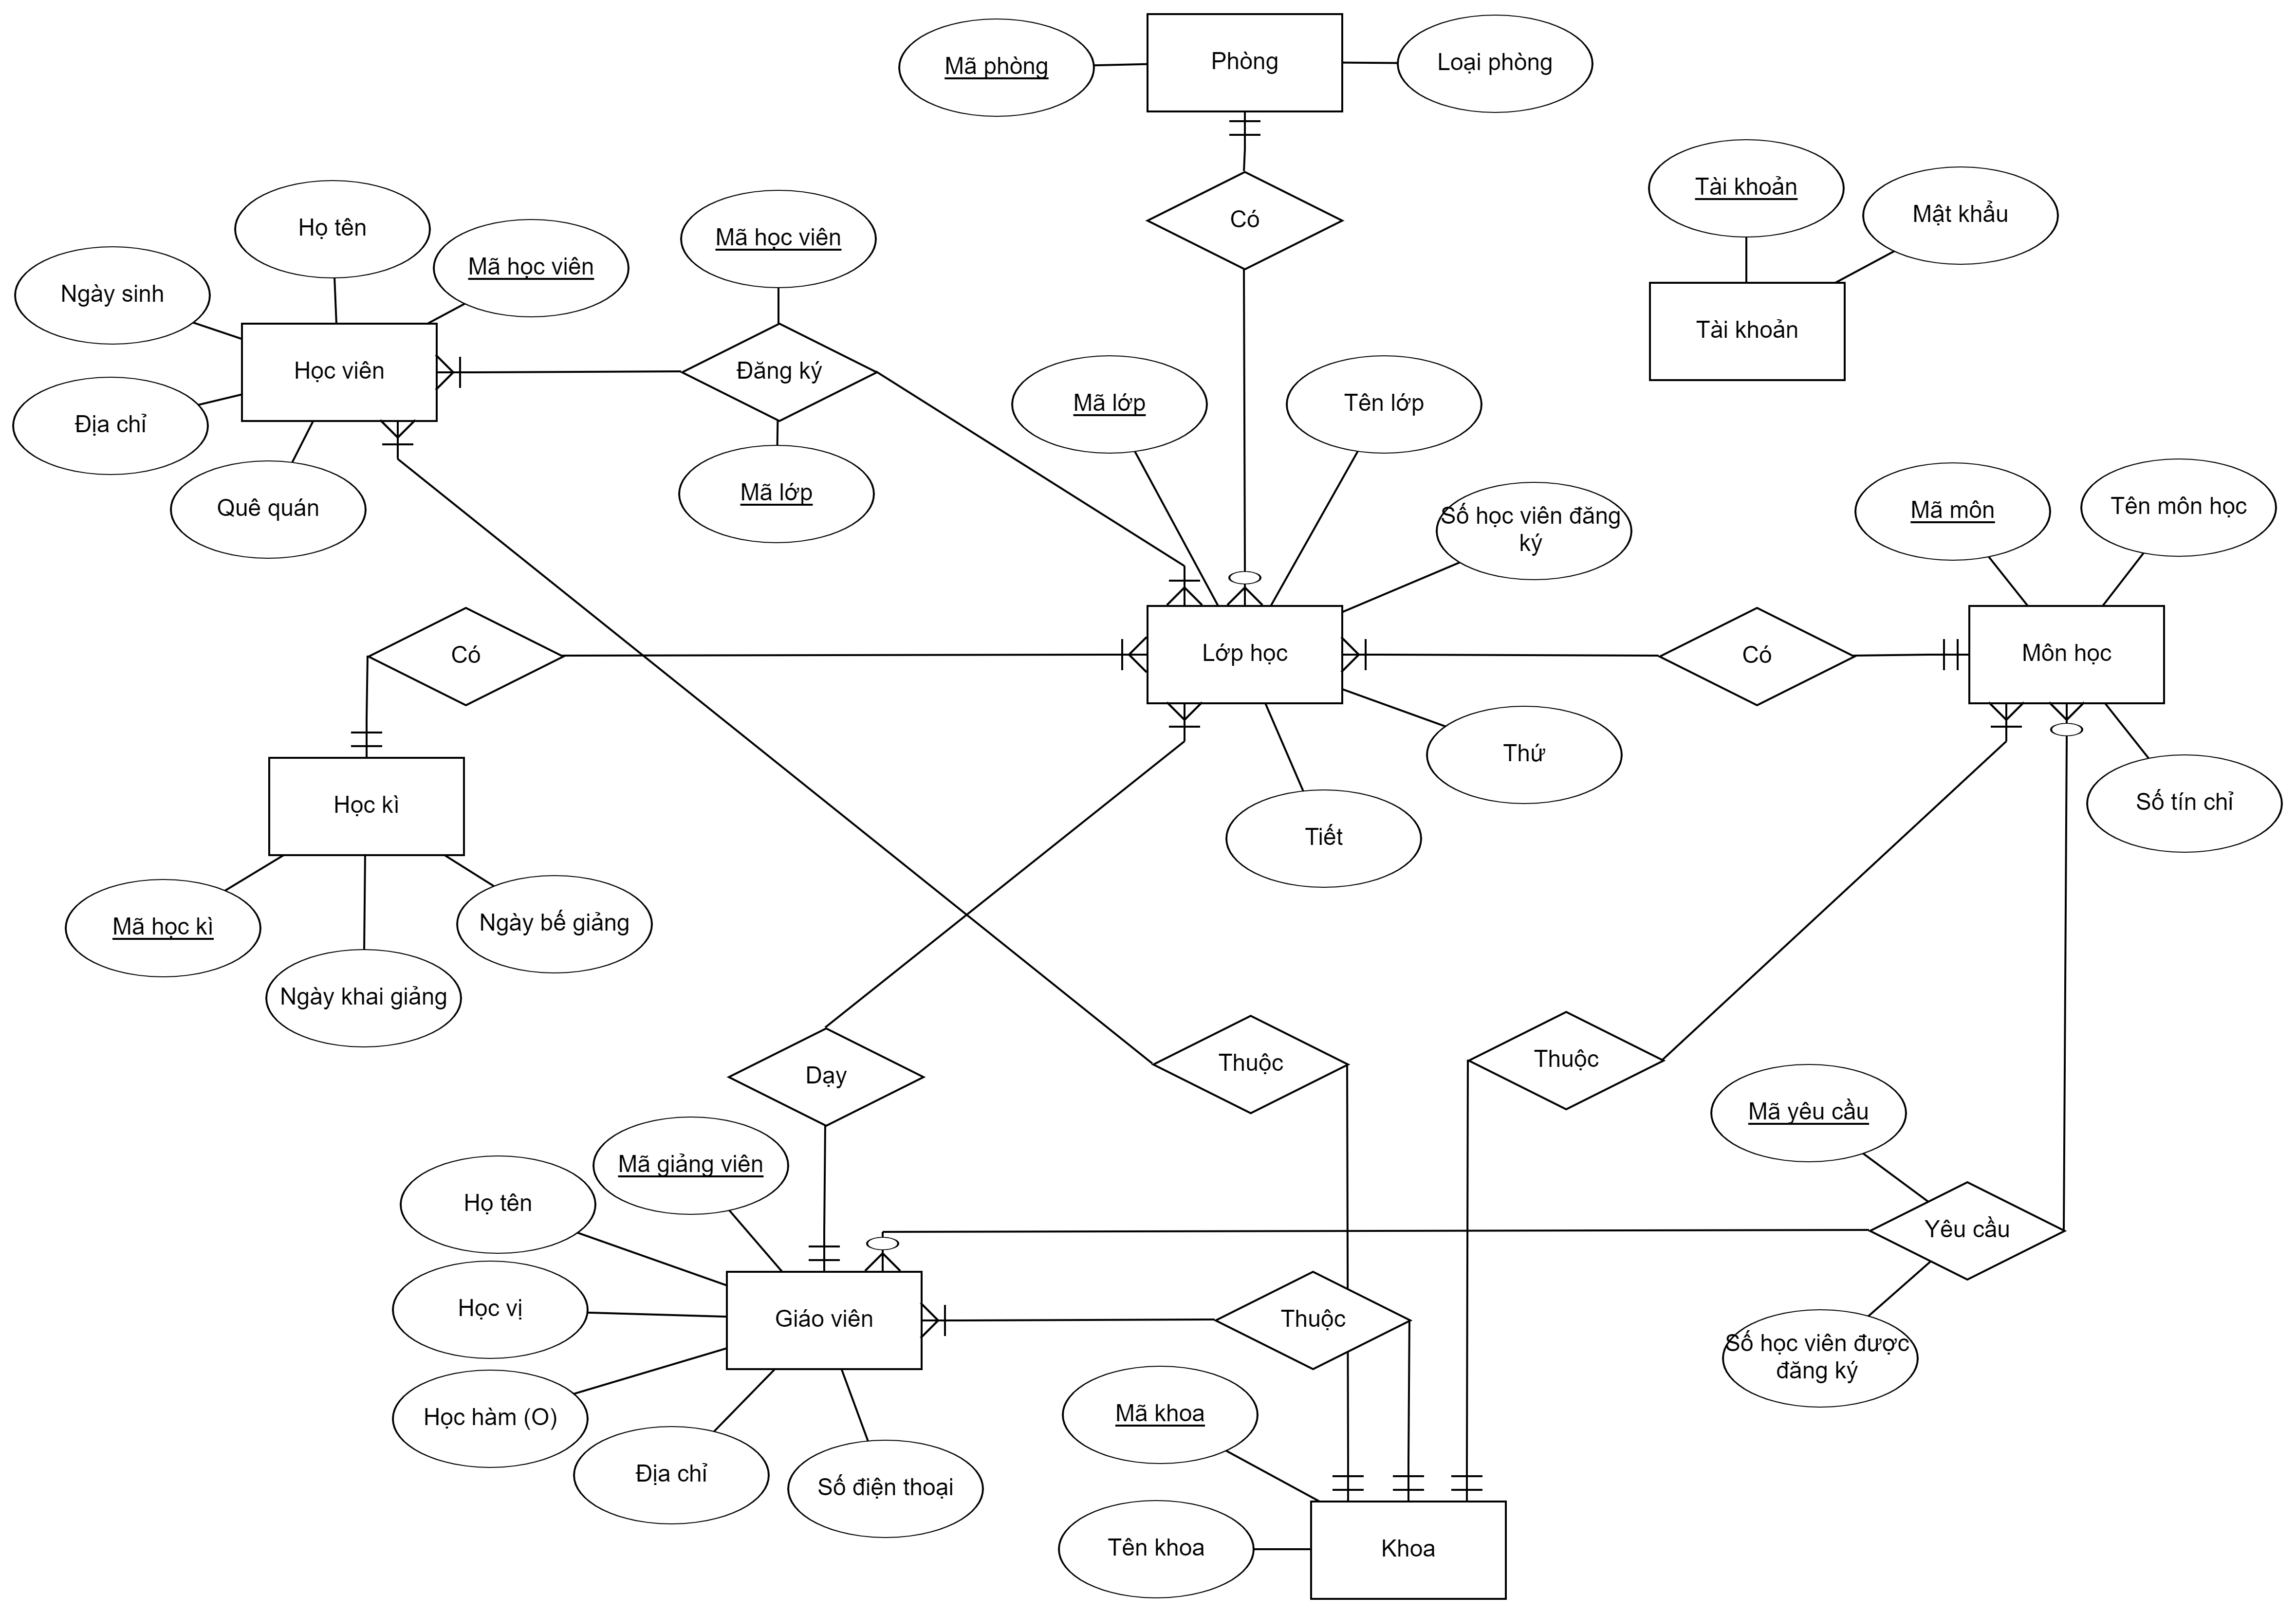 Phòng
Mã phòng
Loại phòng
Tài khoản
Mật khẩu
Có
Họ tên
Mã học viên
Mã học viên
Ngày sinh
Tài khoản
Học viên
Đăng ký
Mã lớp
Tên lớp
Địa chỉ
Quê quán
Mã lớp
Số học viên đăng
ký
Mã môn
Tên môn học
Có
Lớp học
Có
Môn học
Thứ
Học kì
Tiết
Số tín chỉ
Mã học kì
Ngày bế giảng
Ngày khai giảng
Dạy
Thuộc
Thuộc
Mã yêu cầu
Mã giảng viên
Họ tên
Yêu cầu
Học vị
Giáo viên
Thuộc
Số học viên được
đăng ký
Học hàm (O)
Mã khoa
Địa chỉ
Số điện thoại
Tên khoa
Khoa